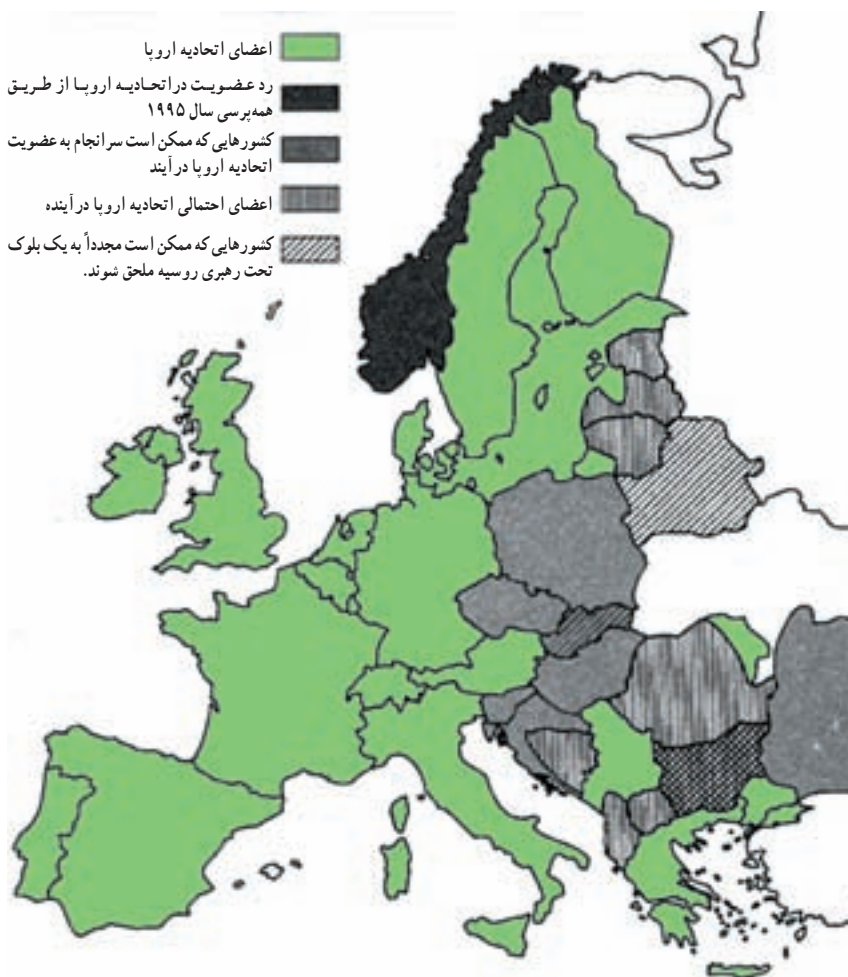 اعضای اتحادیه اروپا
رد عضویت در اتحادیه اروپا از طریق
همه‌پرسی سال ۱۹۹۵
کشورهایی که ممکن است سرانجام به عضویت
اتحادیه اروپا در آیند
اعضای احتمالی اتحادیه اروپا در آینده
کشورهایی که ممکن است مجدداً به یک بلوک
تحت رهبری روسیه ملحق شوند.